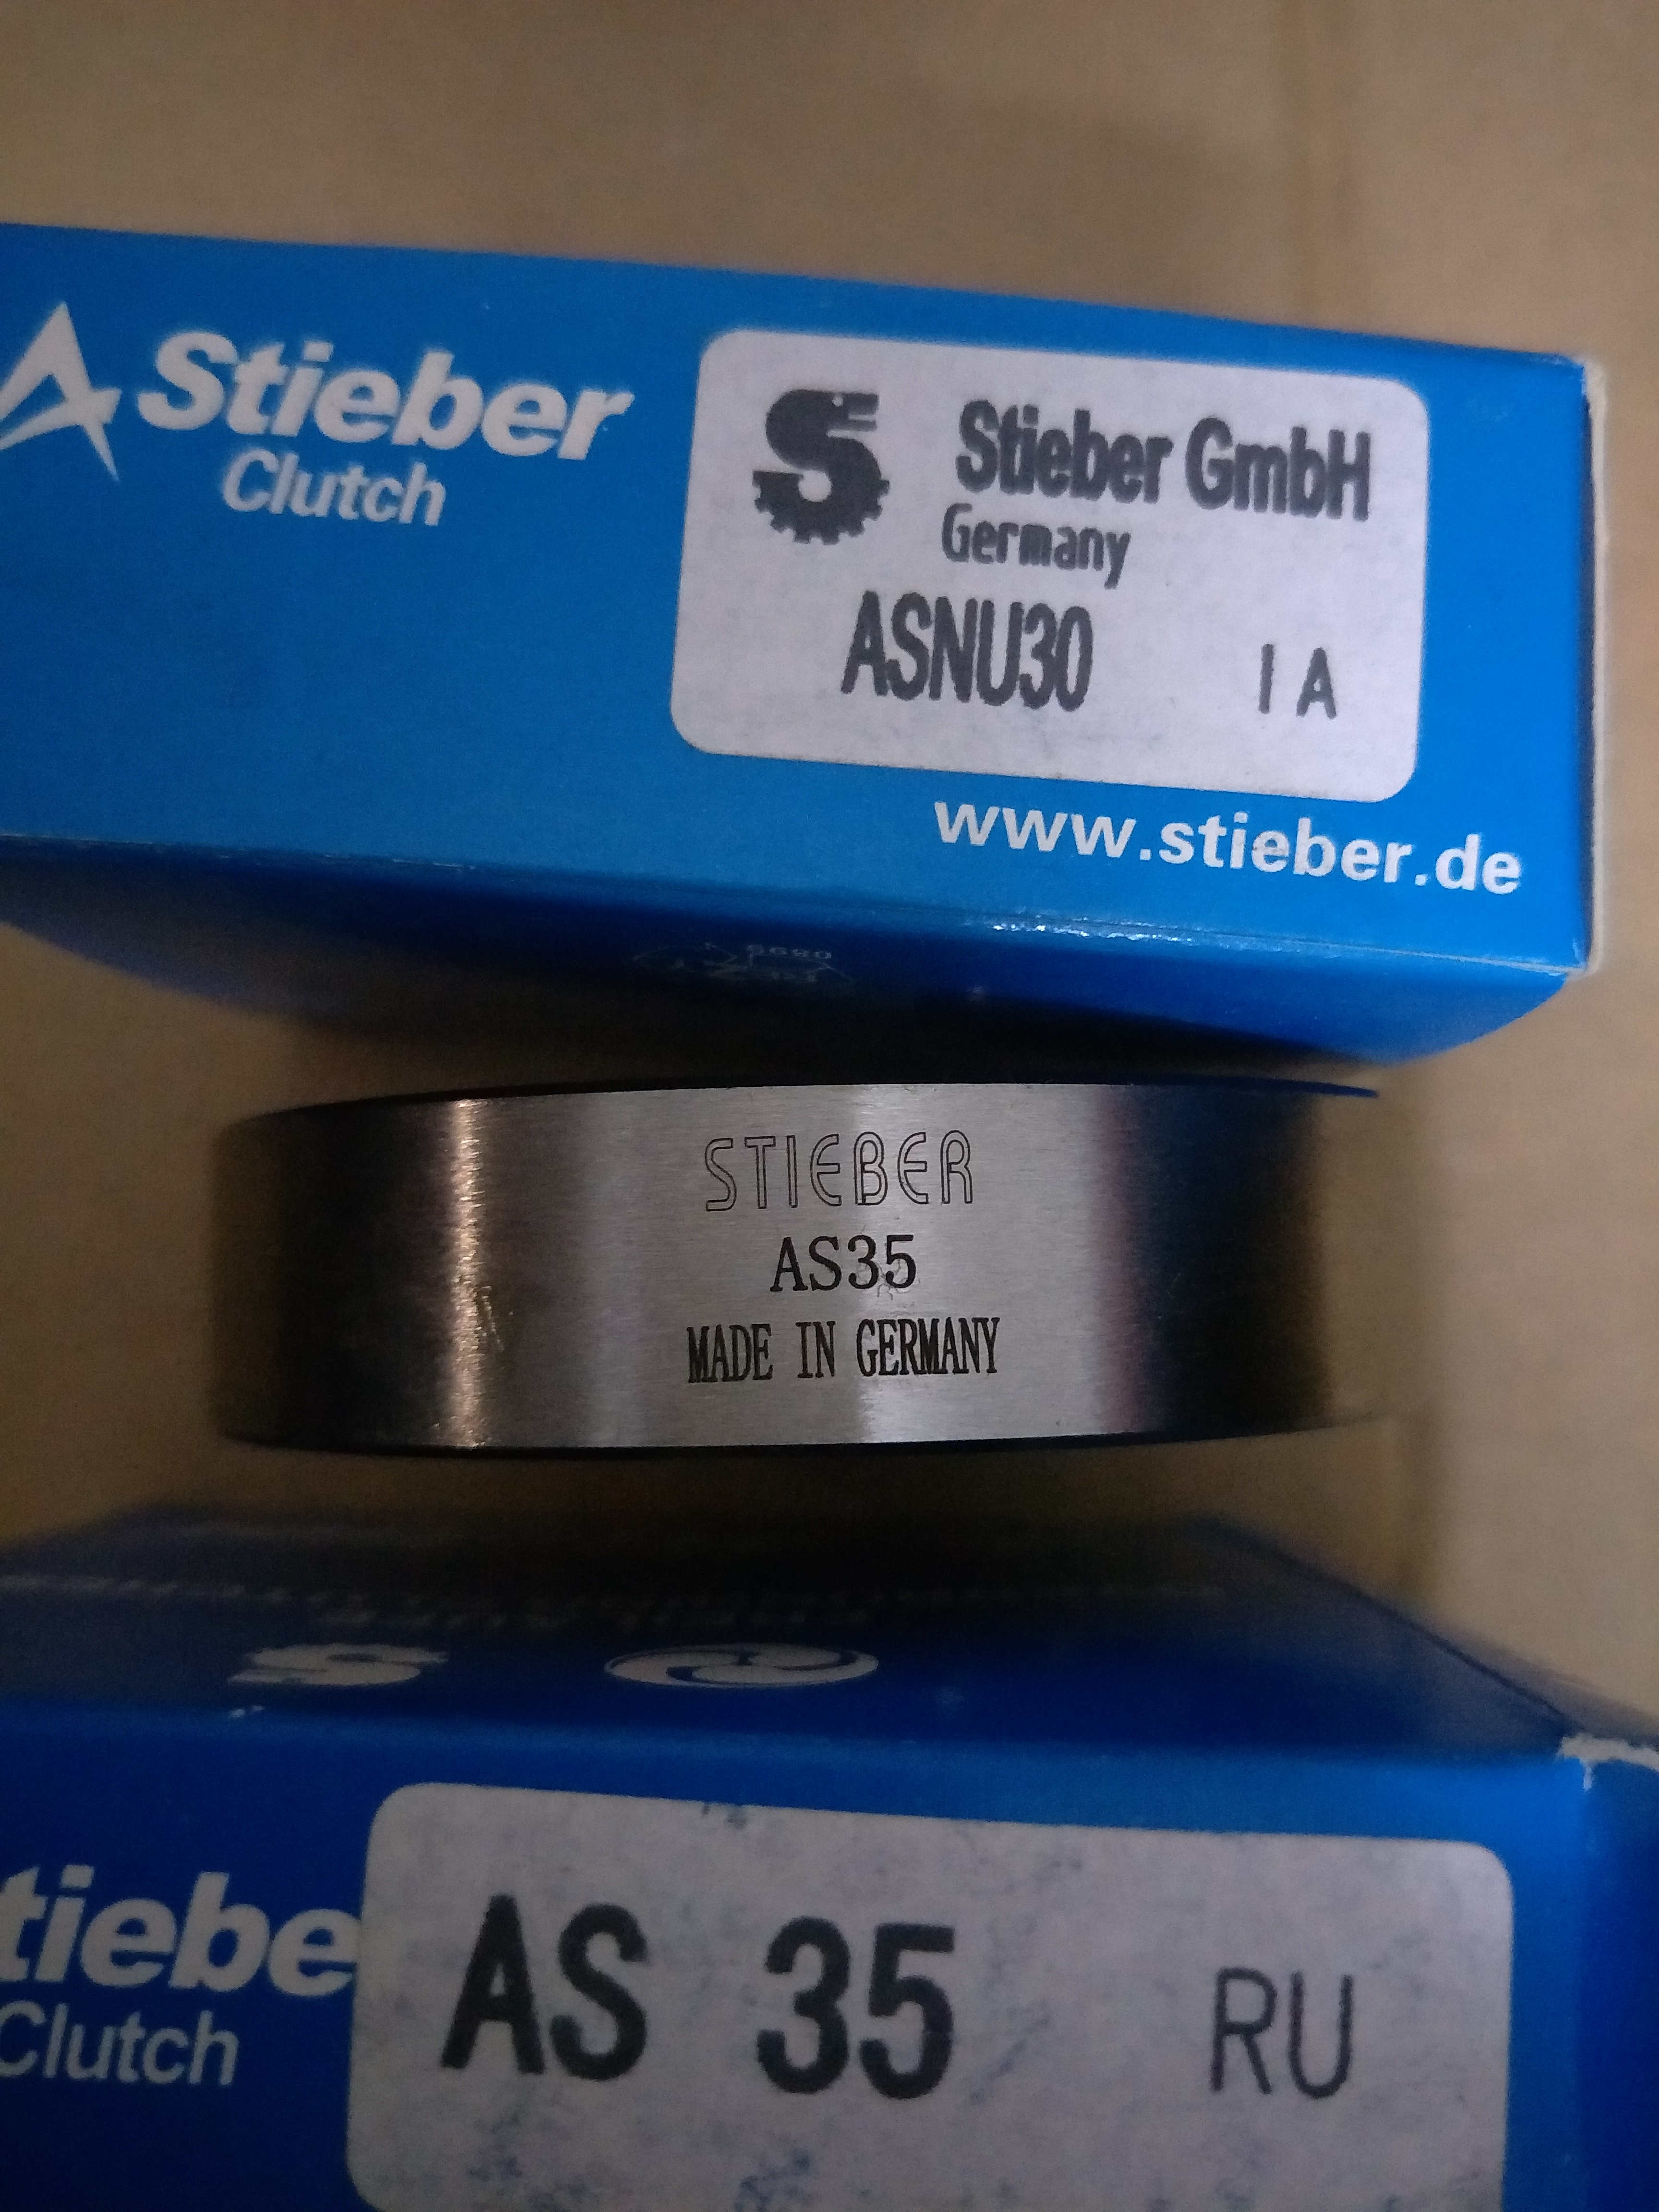 Stieber
Clutch
Stieber GmbH
Germany
ASNU30 I A
www.stieber.de
STIEBER
AS35
MADE IN GERMANY
tiebe
Clutch
AS 35 RU